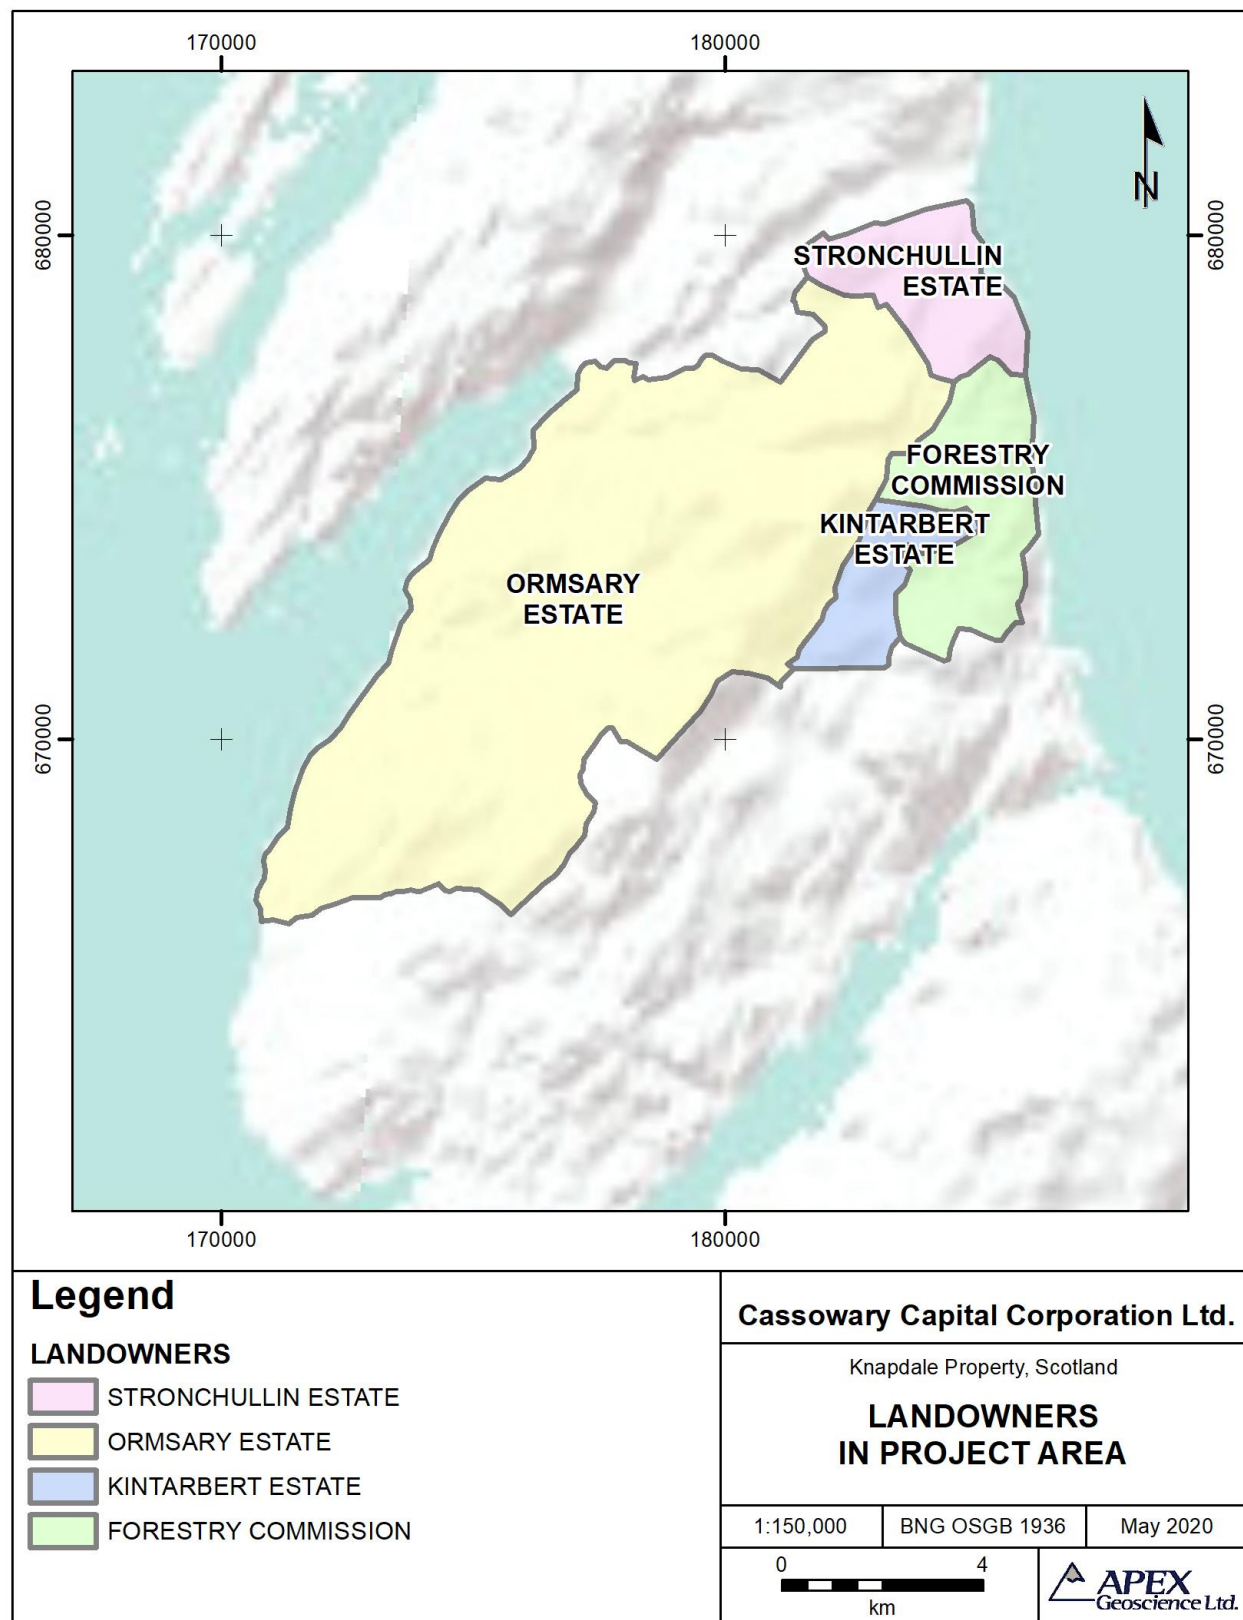 170000
180000
N
680000
680000
STRONCHULLIN
ESTATE
FORESTRY
COMMISSION
KINTARBERT
ESTATE
ORMSARY
ESTATE
670000
670000
170000
180000
Legend
LANDOWNERS
STRONCHULLIN ESTATE
ORMSARY ESTATE
KINTARBERT ESTATE
FORESTRY COMMISSION
Cassowary Capital Corporation Ltd.
Knapdale Property, Scotland
LANDOWNERS
IN PROJECT AREA
1:150,000 BNG OSGB 1936 May 2020
0 4
km
APEX
Geoscience Ltd.